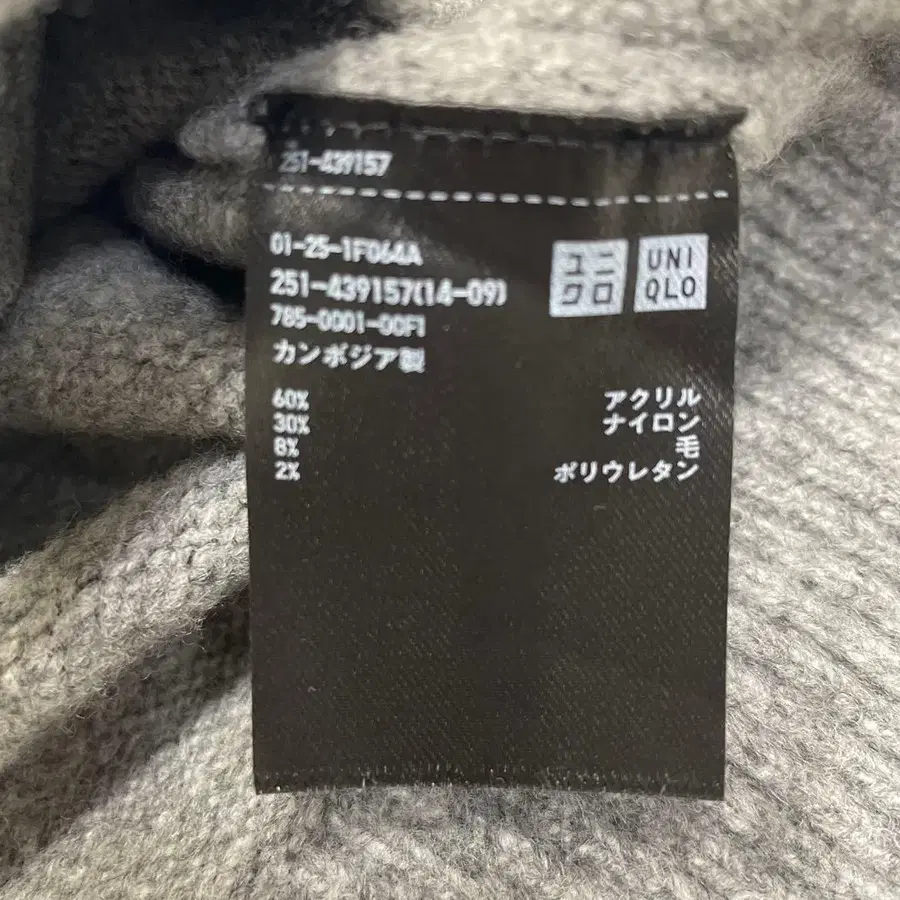 251-439157
01-25-1F064A
251-439157(14-09)
785-0001-00F1
カンボジア製
ユニ
クロ
UNI
QLO
60% アクリル
30% ナイロン
8% 毛
2% ポリウレタン